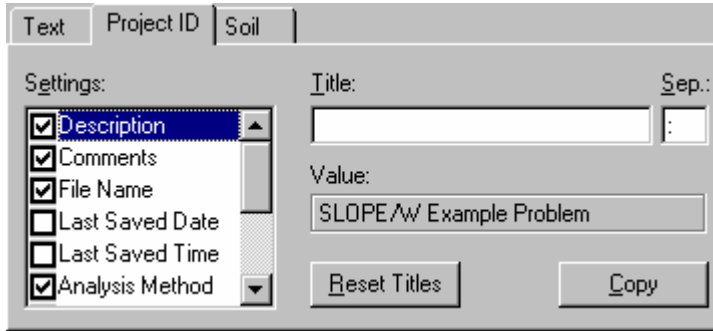 Text Project ID Soil
Settings:
Description
Comments
File Name
Last Saved Date
Last Saved Time
Analysis Method
Title:
Sep.:
:
Value:
SLOPE/W Example Problem
Reset Titles
Copy